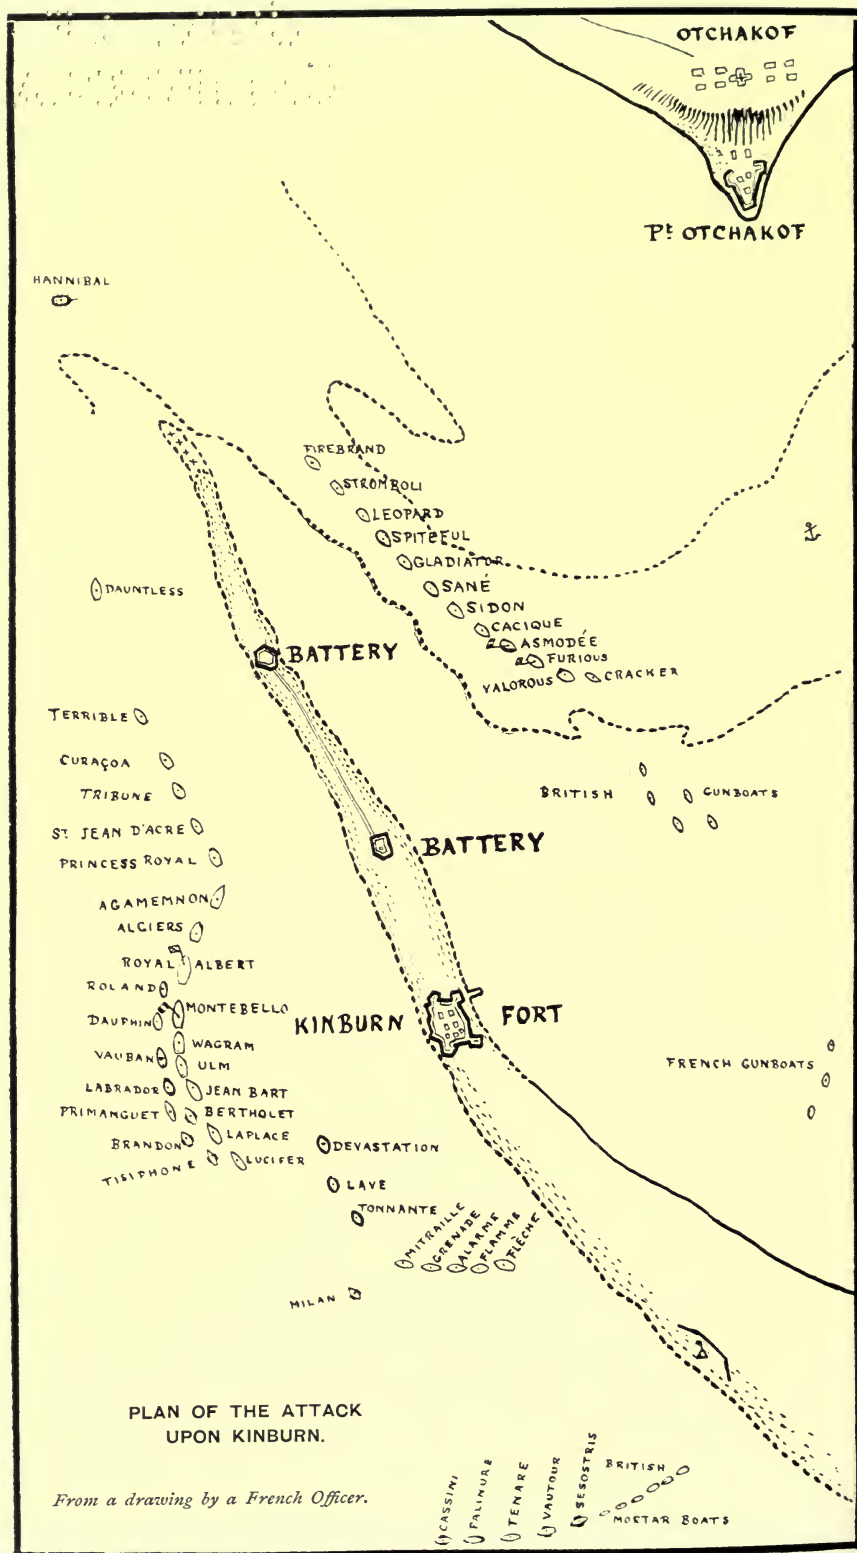 OTCHAKOF
Pt OTCHAKOF
HANNIBAL
FIREBRAND
STROMBOLI
LEOPARD
SPITEFUL
GLADIATOR
SANÉ
SIDON
CACIQUE
ASMODÉE
FURIOUS
VALOROUS
CRACKER
DAUNTLESS
BATTERY
TERRIBLE
CURAÇOA
TRIBUNE
ST JEAN D'ACRE
PRINCESS ROYAL
AGAMEMNON
ALGIERS
ROYAL ALBERT
ROLAND
MONTEBELLO
DAUPHIN
WAGRAM
VAUBAN
ULM
LABRADOR
JEAN BART
PRIMANGUET
BERTHOLET
BRANDON
LAPLACE
TISIPHONE
LUCIFER
BRITISH GUNBOATS
BATTERY
KINBURN FORT
FRENCH GUNBOATS
DEVASTATION
LAVE
TONNANTE
MITRAILLE
GRENADE
ALARME
FLAMME
FLÈCHE
MILAN
PLAN OF THE ATTACK
UPON KINBURN.
From a drawing by a French Officer.
CASSINI
PALINURE
TENARE
VAUTOUR
SESOSTRIS
BRITISH
MORTAR BOATS